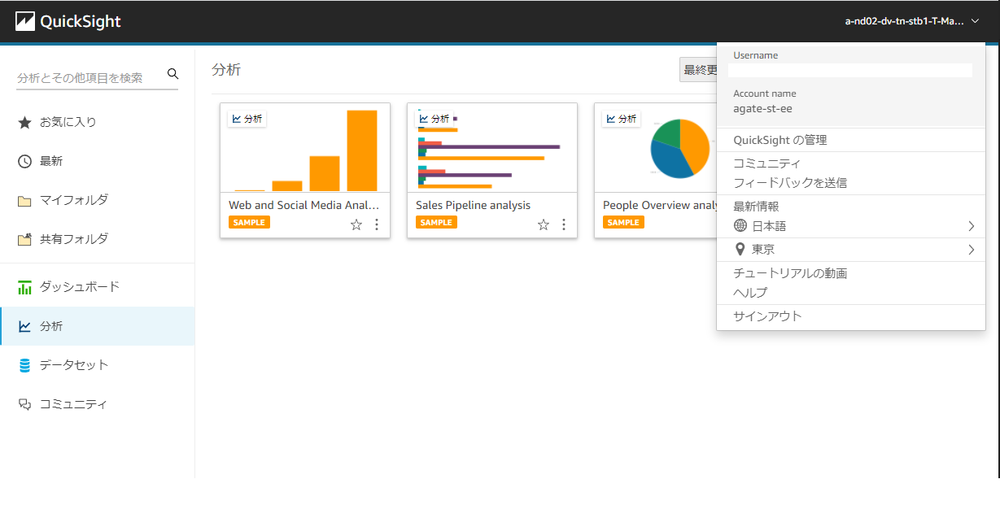 QuickSight
a-nd02-dv-tn-stb1-T-Ma...
分析とその他項目を検索
お気に入り
最新
マイフォルダ
共有フォルダ
ダッシュボード
分析
データセット
コミュニティ
分析
最終更
分析
Web and Social Media Anal...
SAMPLE
分析
Sales Pipeline analysis
SAMPLE
分析
People Overview analy
SAMPLE
Username
Account name
agate-st-ee
QuickSight の管理
コミュニティ
フィードバックを送信
最新情報
日本語
東京
チュートリアルの動画
ヘルプ
サインアウト